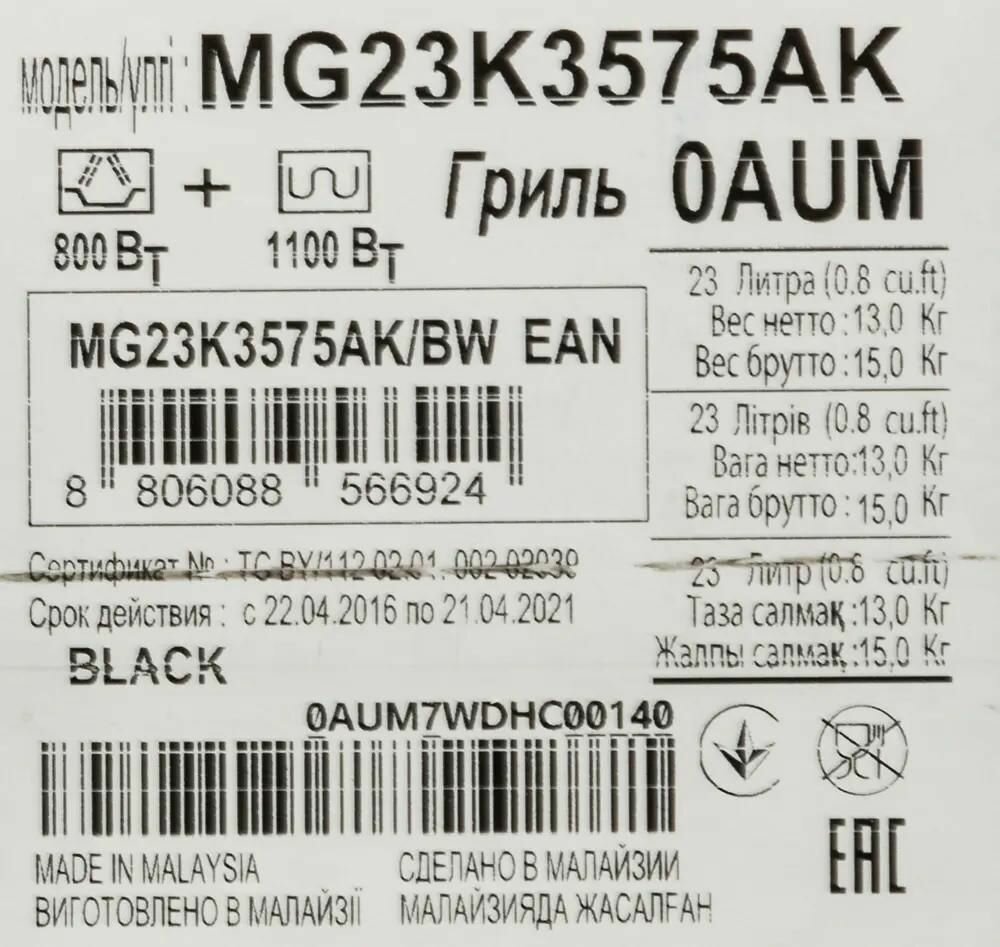 модель/упгі : MG23K3575AK
800 Вт + 1100 Вт Гриль 0AUM
23 Литра (0.8 cu.ft)
Вес нетто :13,0 Кг
Вес брутто :15,0 Кг
MG23K3575AK/BW EAN
8 806088 566924
23 Літрів (0.8 cu.ft)
Вага нетто:13,0 Кг
Вага брутто : 15,0 Кг
Сертификат № : TC BY/112 02.01. 002 02039
Срок действия : с 22.04.2016 по 21.04.2021
23 Литр (0.8 cu.ft)
Таза салмақ :13,0 Кг
Жалпы салмақ :15,0 Кг
BLACK
0AUM7WDHC00140
MADE IN MALAYSIA СДЕЛАНО В МАЛАЙЗИИ
ВИГОТОВЛЕНО В МАЛАЙЗІЇ МАЛАЙЗИЯДА ЖАСАЛҒАН
EAC